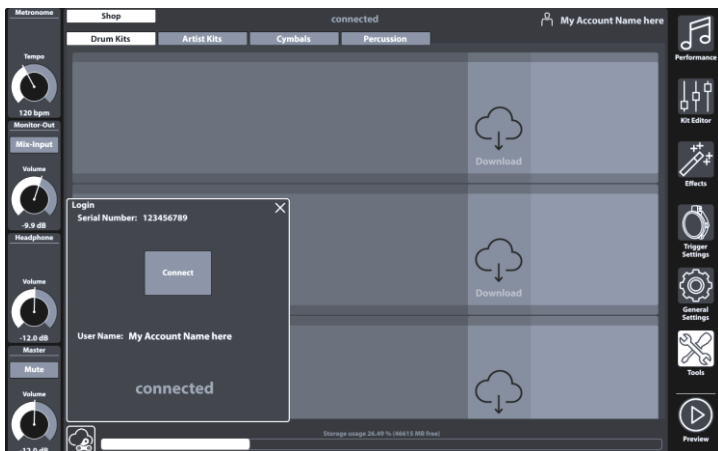 Metronome
Tempo
120 bpm
Monitor-Out
Mix-Input
Volume
-9.9 dB
Headphone
Volume
-12.0 dB
Master
Mute
Volume
-12.0 dB
Shop
connected
My Account Name here
Drum Kits
Artist Kits
Cymbals
Percussion
Download
Download
Login
Serial Number: 123456789
Connect
User Name: My Account Name here
connected
Storage usage 26.49 % (46615 MB free)
Performance
Kit Editor
Effects
Trigger
Settings
General
Settings
Tools
Preview